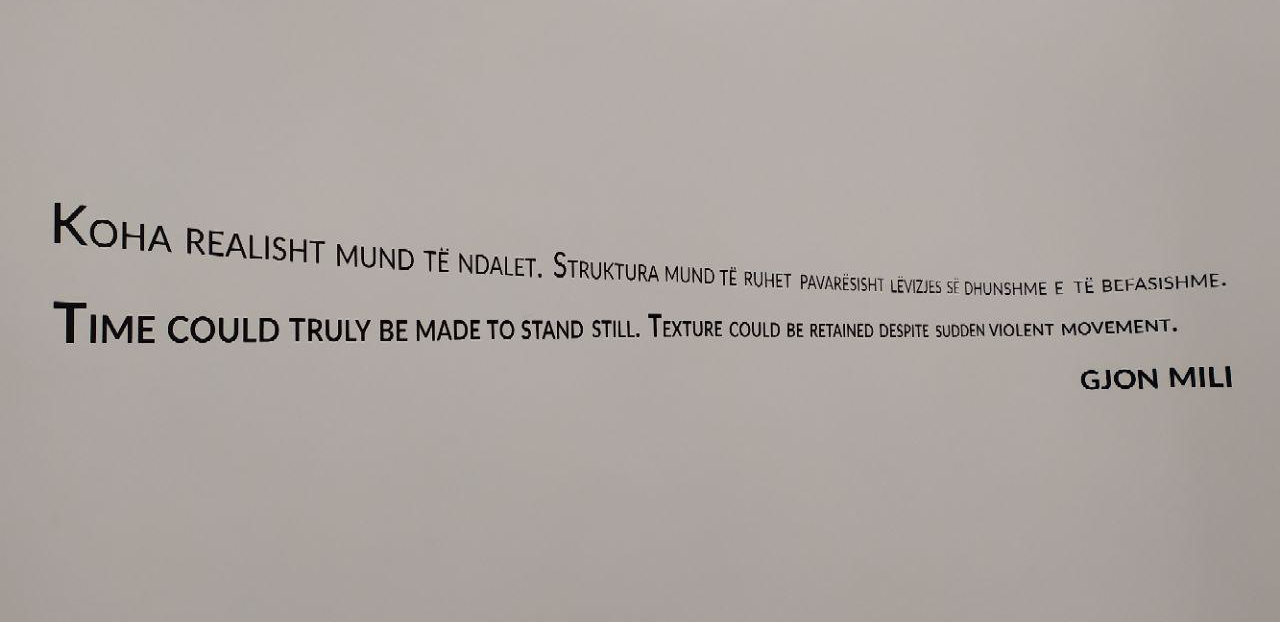 KOHA REALISHT MUND TË NDALET. STRUKTURA MUND TË RUHET PAVARËSISHT LËVIZJES SË DHUNSHME E TË BEFASISHME.
TIME COULD TRULY BE MADE TO STAND STILL. TEXTURE COULD BE RETAINED DESPITE SUDDEN VIOLENT MOVEMENT.
GJON MILI